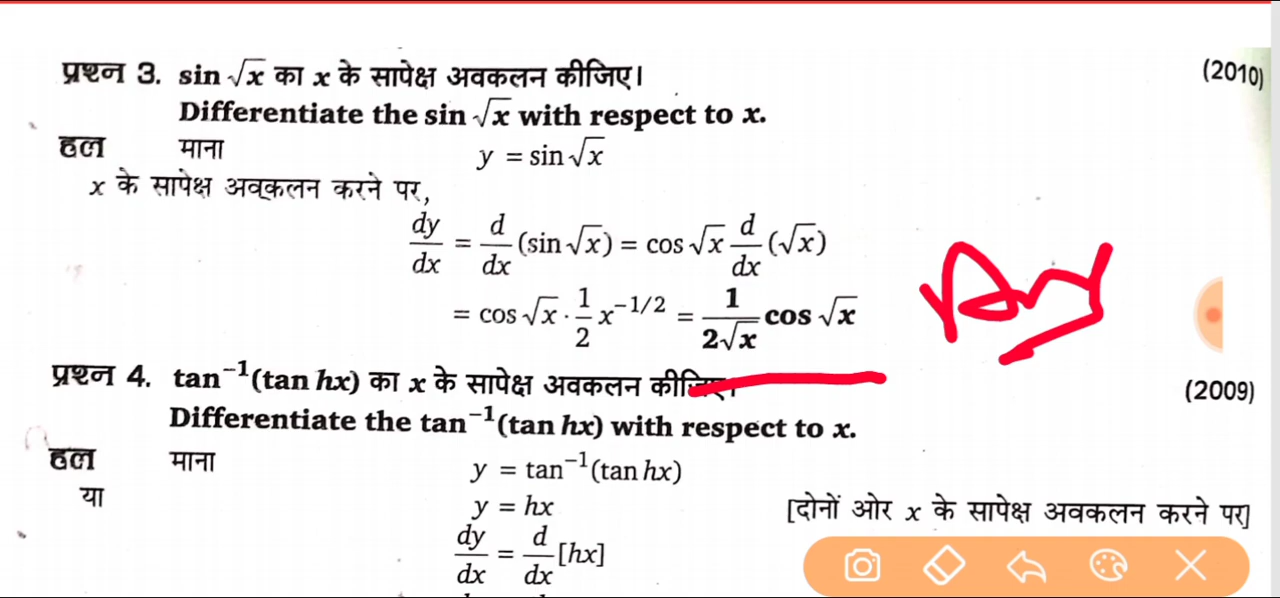 प्रश्न 3. sin √x का x के सापेक्ष अवकलन कीजिए। (2010)
Differentiate the sin √x with respect to x.
हल माना y = sin √x
x के सापेक्ष अवकलन करने पर,
dy/dx = d/dx (sin √x) = cos √x d/dx (√x)
= cos √x · 1/2 x^-1/2 = 1/2√x cos √x
Any
प्रश्न 4. tan^-1(tan hx) का x के सापेक्ष अवकलन कीजिए। (2009)
Differentiate the tan^-1(tan hx) with respect to x.
हल माना y = tan^-1(tan hx)
या y = hx [दोनों ओर x के सापेक्ष अवकलन करने पर]
dy/dx = d/dx [hx]